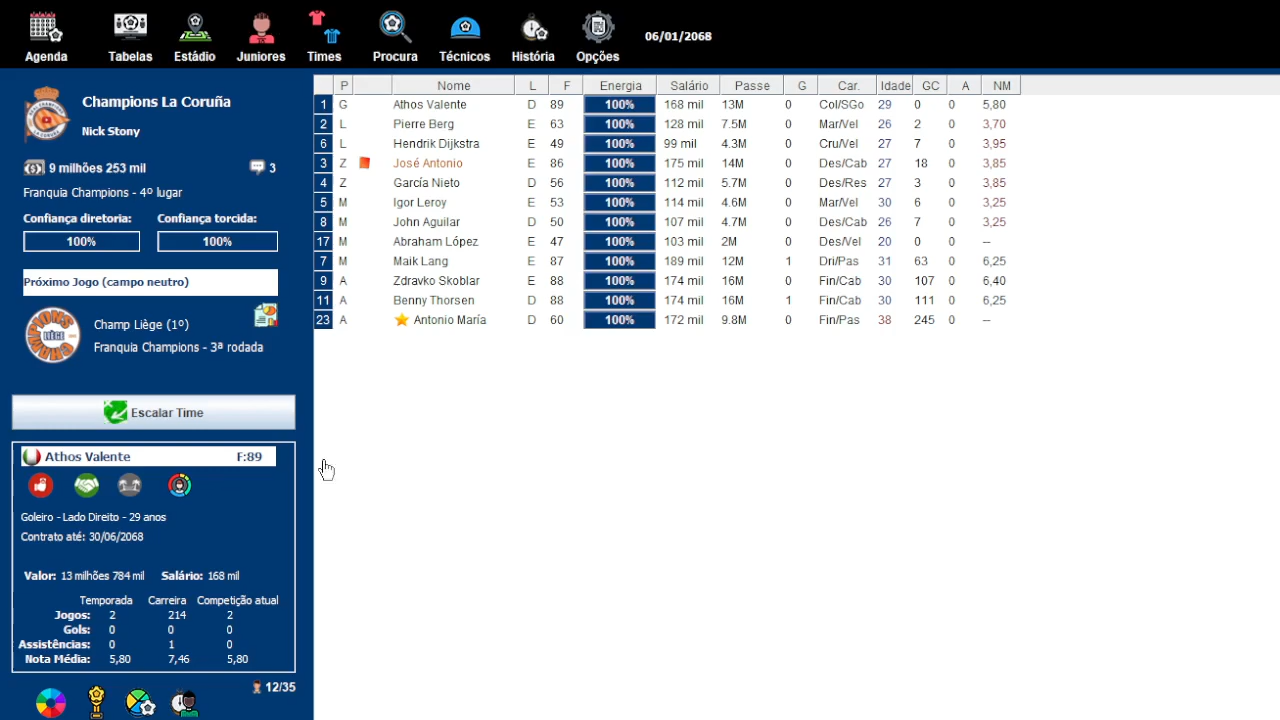 Agenda Tabelas Estádio Juniores Times Procura Técnicos História Opções 06/01/2068
Champions La Coruña
Nick Stony
9 milhões 253 mil 3
Franquia Champions - 4º lugar
Confiança diretoria: Confiança torcida:
100% 100%
Próximo Jogo (campo neutro)
CHAMPIONS LIÈGE CHAMP
Champ Liège (1º)
Franquia Champions - 3ª rodada
Escalar Time
Athos Valente F:89
Goleiro - Lado Direito - 29 anos
Contrato até: 30/06/2068
Valor: 13 milhões 784 mil Salário: 168 mil
Temporada Carreira Competição atual
Jogos: 2 214 2
Gols: 0 0 0
Assistências: 0 1 0
Nota Média: 5,80 7,46 5,80
12/35
P Nome L F Energia Salário Passe G Car. Idade GC A NM
1 G Athos Valente D 89 100% 168 mil 13M 0 Col/SGo 29 0 0 5,80
2 L Pierre Berg E 63 100% 128 mil 7.5M 0 Mar/Vel 26 2 0 3,70
6 L Hendrik Dijkstra E 49 100% 99 mil 4.3M 0 Cru/Vel 27 7 0 3,95
3 Z José Antonio E 86 100% 175 mil 14M 0 Des/Cab 27 18 0 3,85
4 Z García Nieto D 56 100% 112 mil 5.7M 0 Des/Res 27 3 0 3,85
5 M Igor Leroy E 53 100% 114 mil 4.6M 0 Mar/Vel 30 6 0 3,25
8 M John Aguilar D 50 100% 107 mil 4.7M 0 Des/Cab 26 7 0 3,25
17 M Abraham López E 47 100% 103 mil 2M 0 Des/Vel 20 0 0 --
7 M Maik Lang E 87 100% 189 mil 12M 1 Dri/Pas 31 63 0 6,25
9 A Zdravko Skoblar E 88 100% 174 mil 16M 0 Fin/Cab 30 107 0 6,40
11 A Benny Thorsen D 88 100% 174 mil 16M 1 Fin/Cab 30 111 0 6,25
23 A Antonio María D 60 100% 172 mil 9.8M 0 Fin/Pas 38 245 0 --